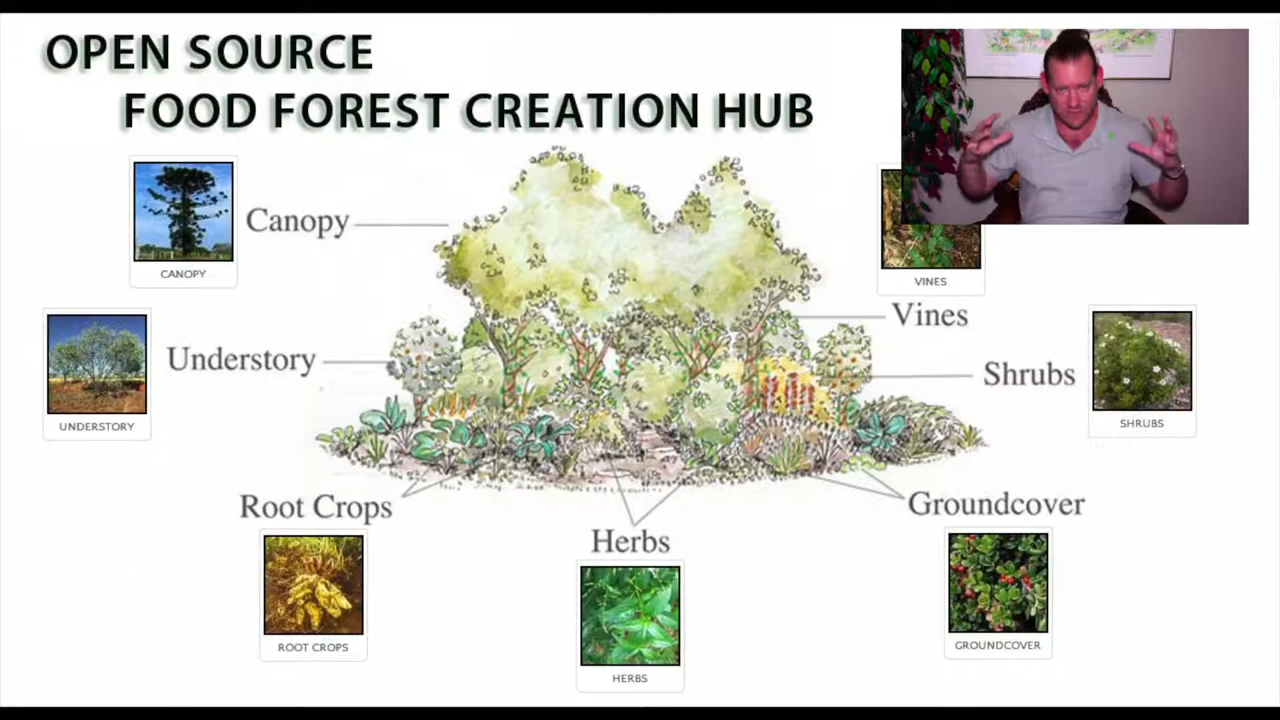 OPEN SOURCE
FOOD FOREST CREATION HUB
CANOPY
Canopy
VINES
Vines
UNDERSTORY
Understory
Shrubs
SHRUBS
Root Crops
ROOT CROPS
Herbs
HERBS
Groundcover
GROUNDCOVER